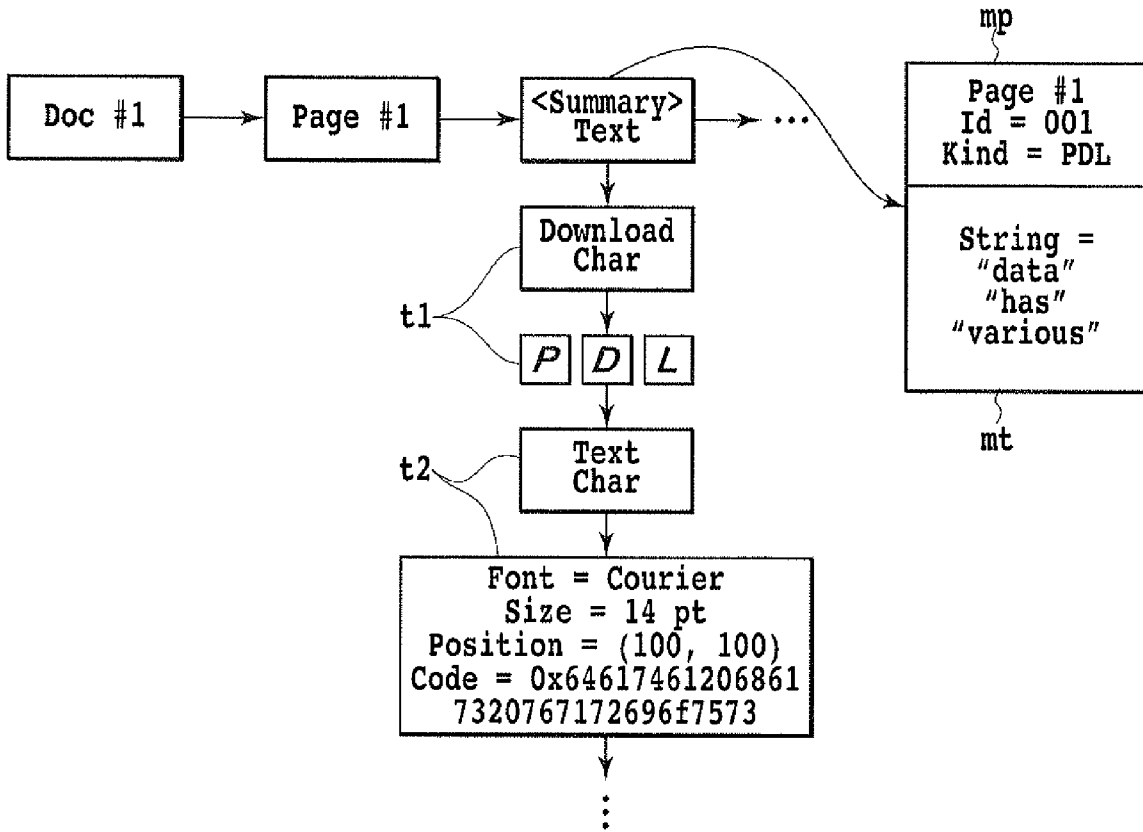 mp
Doc #1
Page #1
<Summary>
Text
...
Page #1
Id = 001
Kind = PDL
String =
"data"
"has"
"various"
mt
Download
Char
t1
P D L
Text
Char
t2
Font = Courier
Size = 14 pt
Position = (100, 100)
Code = 0x64617461206861
7320767172696f7573